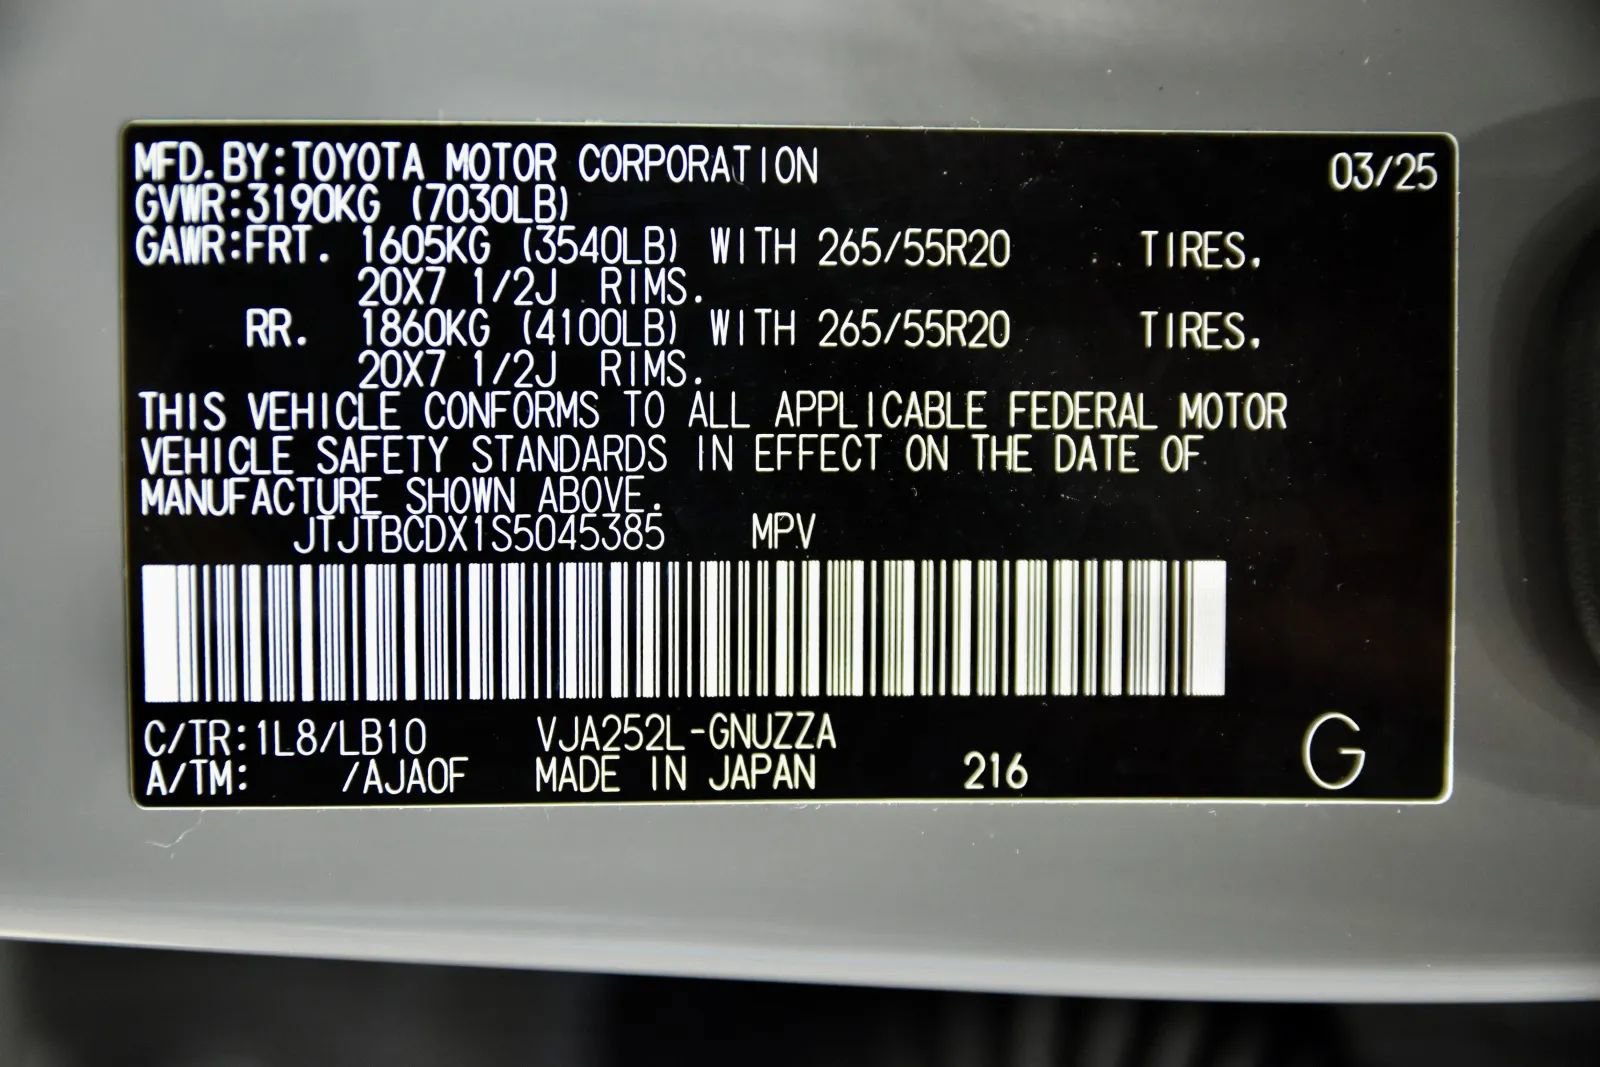 MFD.BY:TOYOTA MOTOR CORPORATION 03/25
GVWR:3190KG (7030LB)
GAWR:FRT. 1605KG (3540LB) WITH 265/55R20 TIRES.
20X7 1/2J RIMS.
RR. 1860KG (4100LB) WITH 265/55R20 TIRES.
20X7 1/2J RIMS.
THIS VEHICLE CONFORMS TO ALL APPLICABLE FEDERAL MOTOR
VEHICLE SAFETY STANDARDS IN EFFECT ON THE DATE OF
MANUFACTURE SHOWN ABOVE.
JTJTBCDX1S5045385 MPV
C/TR:1L8/LB10 VJA252L-GNUZZA
A/TM: /AJA0F MADE IN JAPAN 216 G